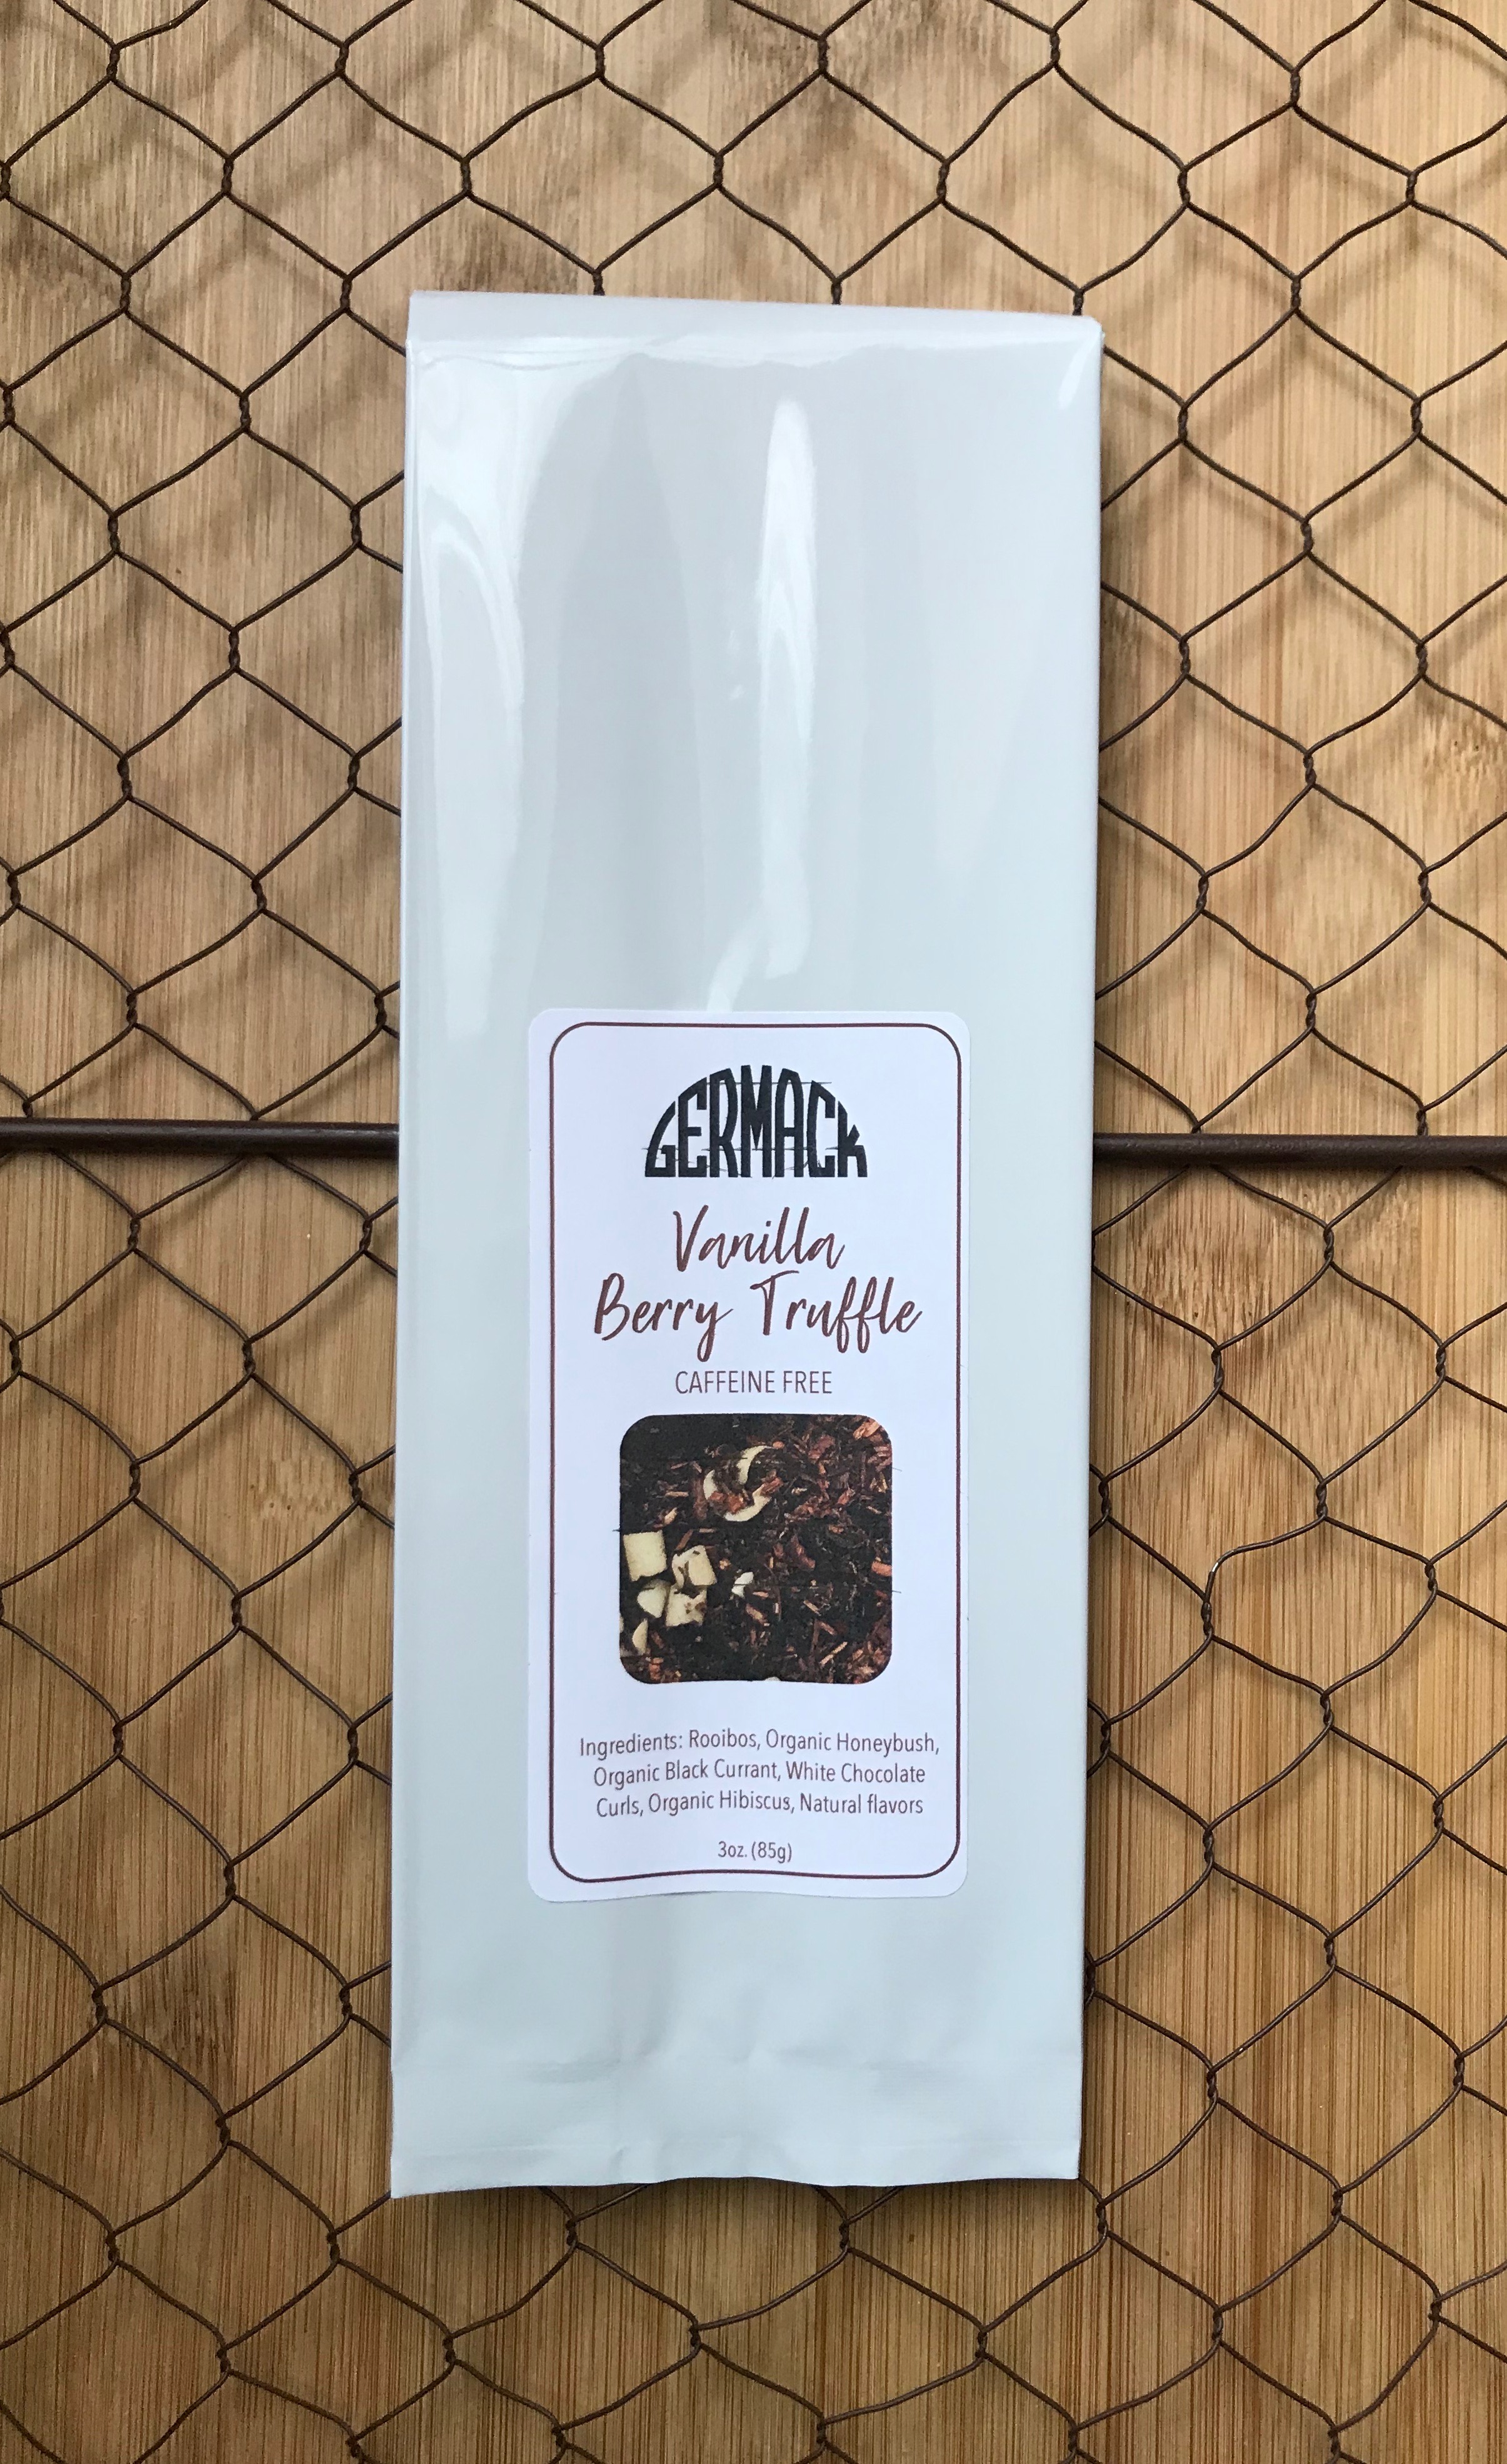 GERMACK
Vanilla
Berry Truffle
CAFFEINE FREE
Ingredients: Rooibos, Organic Honeybush,
Organic Black Currant, White Chocolate
Curls, Organic Hibiscus, Natural flavors
3oz. (85g)